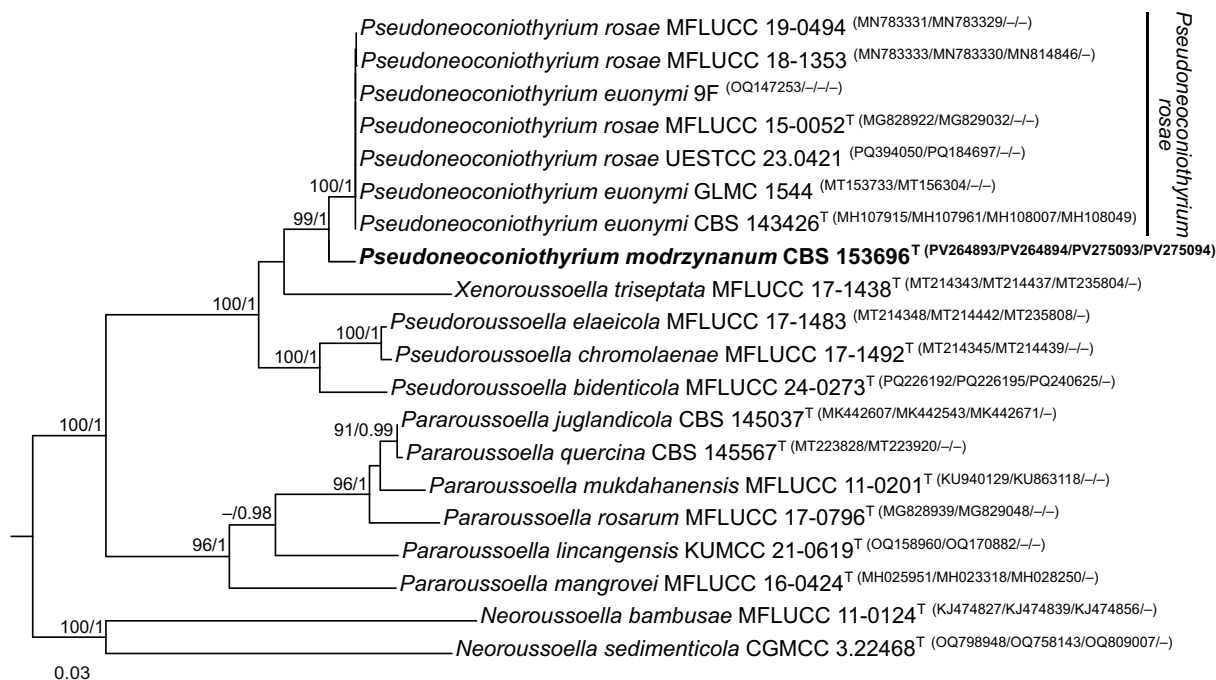 Pseudoneoconiothyrium rosae MFLUCC 19-0494 (MN783331/MN783329/–/–)
Pseudoneoconiothyrium rosae MFLUCC 18-1353 (MN783333/MN783330/MN814846/–)
Pseudoneoconiothyrium euonymi 9F (OQ147253/–/–/–)
Pseudoneoconiothyrium rosae MFLUCC 15-0052T (MG828922/MG829032/–/–)
Pseudoneoconiothyrium rosae UESTCC 23.0421 (PQ394050/PQ184697/–/–)
100/1 Pseudoneoconiothyrium euonymi GLMC 1544 (MT153733/MT156304/–/–)
99/1 Pseudoneoconiothyrium euonymi CBS 143426T (MH107915/MH107961/MH108007/MH108049)
Pseudoneoconiothyrium
rosae
Pseudoneoconiothyrium modrzynanum CBS 153696T (PV264893/PV264894/PV275093/PV275094)
Xenoroussoella triseptata MFLUCC 17-1438T (MT214343/MT214437/MT235804/–)
100/1
Pseudoroussoella elaeicola MFLUCC 17-1483 (MT214348/MT214442/MT235808/–)
100/1
Pseudoroussoella chromolaenae MFLUCC 17-1492T (MT214345/MT214439/–/–)
100/1
Pseudoroussoella bidenticola MFLUCC 24-0273T (PQ226192/PQ226195/PQ240625/–)
Pararoussoella juglandicola CBS 145037T (MK442607/MK442543/MK442671/–)
100/1
91/0.99
Pararoussoella quercina CBS 145567T (MT223828/MT223920/–/–)
96/1 Pararoussoella mukdahanensis MFLUCC 11-0201T (KU940129/KU863118/–/–)
–/0.98 Pararoussoella rosarum MFLUCC 17-0796T (MG828939/MG829048/–/–)
96/1 Pararoussoella lincangensis KUMCC 21-0619T (OQ158960/OQ170882/–/–)
Pararoussoella mangrovei MFLUCC 16-0424T (MH025951/MH023318/MH028250/–)
Neoroussoella bambusae MFLUCC 11-0124T (KJ474827/KJ474839/KJ474856/–)
100/1
Neoroussoella sedimenticola CGMCC 3.22468T (OQ798948/OQ758143/OQ809007/–)
0.03